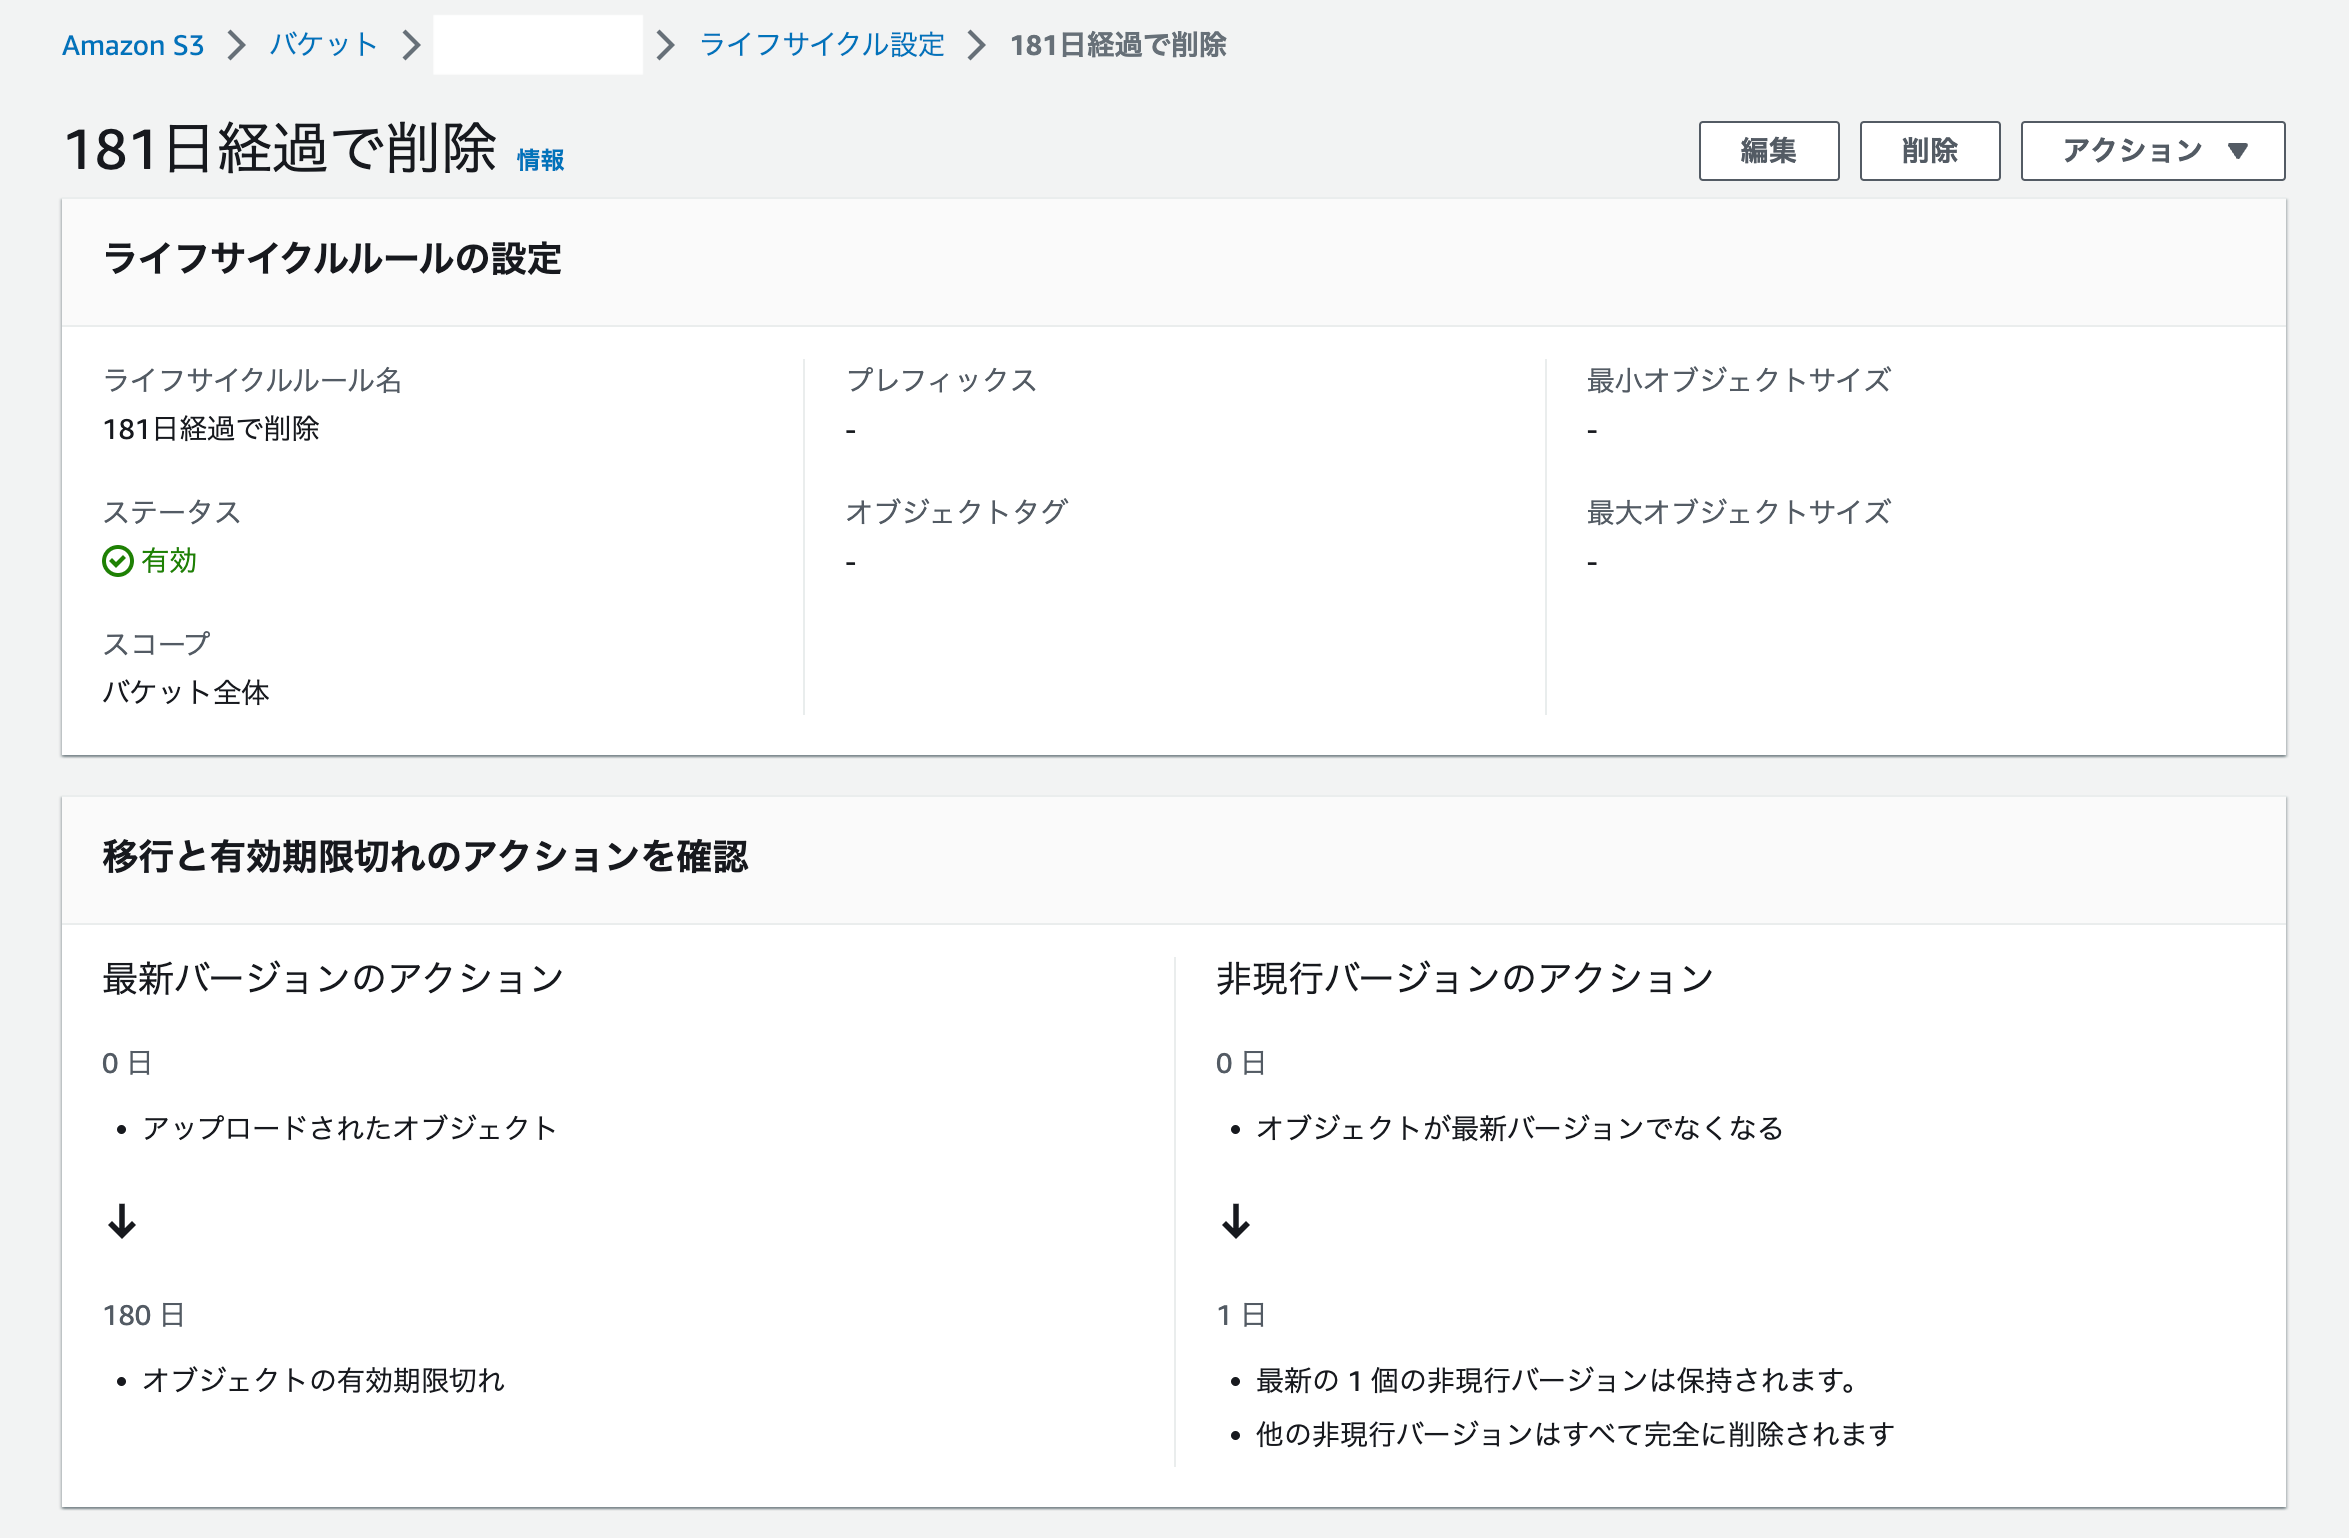 Amazon S3 > バケット > > ライフサイクル設定 > 181日経過で削除
181日経過で削除 情報
編集 削除 アクション ▼
ライフサイクルルールの設定
ライフサイクルルール名
181日経過で削除
ステータス
有効
スコープ
バケット全体
プレフィックス
-
オブジェクトタグ
-
最小オブジェクトサイズ
-
最大オブジェクトサイズ
-
移行と有効期限切れのアクションを確認
最新バージョンのアクション
0 日
• アップロードされたオブジェクト
↓
180 日
• オブジェクトの有効期限切れ
非現行バージョンのアクション
0 日
• オブジェクトが最新バージョンでなくなる
↓
1 日
• 最新の 1 個の非現行バージョンは保持されます。
• 他の非現行バージョンはすべて完全に削除されます